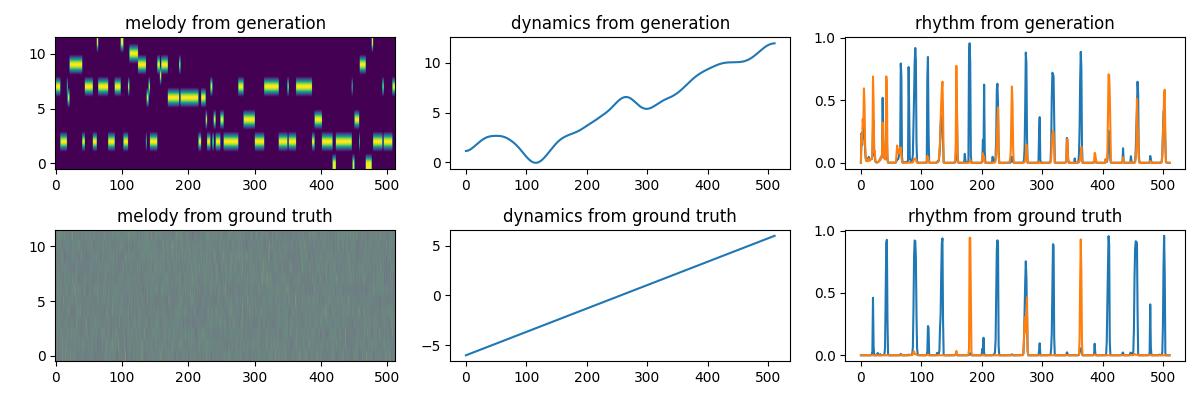 melody from generation
10
5
0
0 100 200 300 400 500
dynamics from generation
10
5
0
0 100 200 300 400 500
rhythm from generation
1.0
0.5
0.0
0 100 200 300 400 500
melody from ground truth
10
5
0
0 100 200 300 400 500
dynamics from ground truth
5
0
−5
0 100 200 300 400 500
rhythm from ground truth
1.0
0.5
0.0
0 100 200 300 400 500